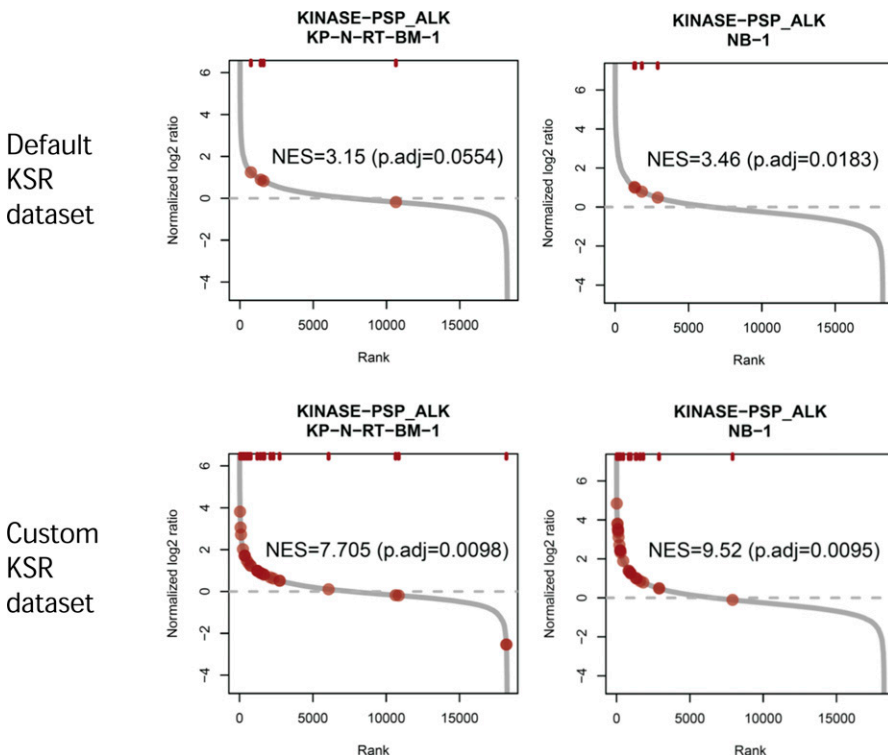 KINASE−PSP_ALK
KP−N−RT−BM−1
KINASE−PSP_ALK
NB−1
Default
KSR
dataset
Normalized log2 ratio
6
4
2
0
−2
−4
NES=3.15 (p.adj=0.0554)
0
5000
10000
15000
Rank
Normalized log2 ratio
6
4
2
0
−2
−4
NES=3.46 (p.adj=0.0183)
0
5000
10000
15000
Rank
KINASE−PSP_ALK
KP−N−RT−BM−1
KINASE−PSP_ALK
NB−1
Custom
KSR
dataset
Normalized log2 ratio
6
4
2
0
−2
−4
NES=7.705 (p.adj=0.0098)
0
5000
10000
15000
Rank
Normalized log2 ratio
6
4
2
0
−2
−4
NES=9.52 (p.adj=0.0095)
0
5000
10000
15000
Rank